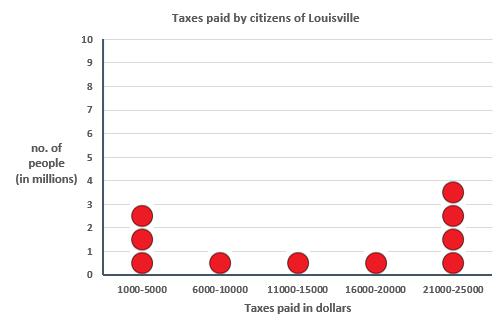 Taxes paid by citizens of Louisville
10
9
8
7
6
5
4
3
2
1
0
no. of
people
(in millions)
1000-5000 6000-10000 11000-15000 16000-20000 21000-25000
Taxes paid in dollars